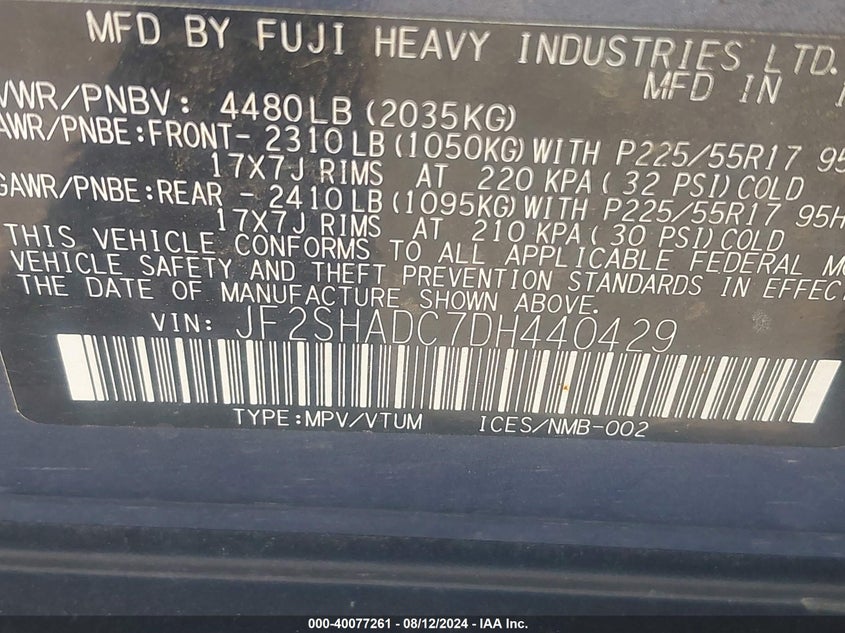 MFD BY FUJI HEAVY INDUSTRIES LTD.
MFD IN
VWR/PNBV: 4480LB (2035KG)
AWR/PNBE:FRONT- 2310LB(1050KG)WITH P225/55R17 95
17X7J RIMS AT 220 KPA( 32 PSI)COLD
GAWR/PNBE:REAR - 2410LB(1095KG)WITH P225/55R17 95H
17X7J RIMS AT 210 KPA( 30 PSI)COLD
THIS VEHICLE CONFORMS TO ALL APPLICABLE FEDERAL MO
VEHICLE SAFETY AND THEFT PREVENTION STANDARDS IN EFFEC
THE DATE OF MANUFACTURE SHOWN ABOVE.
VIN: JF2SHADC7DH440429
TYPE:MPV/VTUM ICES/NMB-002
000-40077261 - 08/12/2024 - IAA Inc.